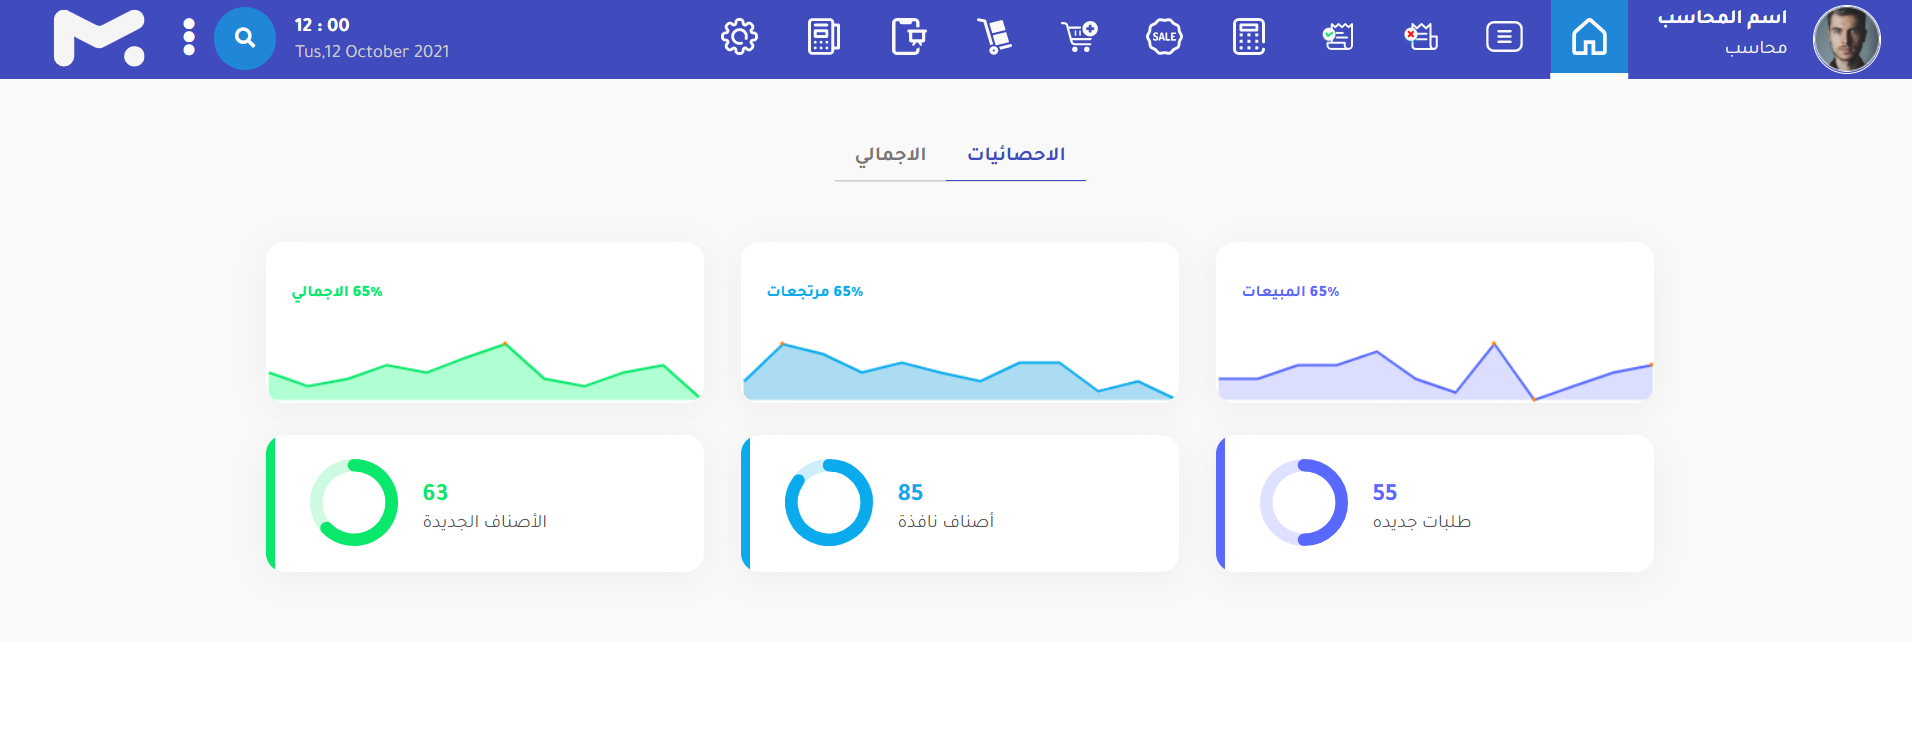 اسم المحاسب
محاسب
SALE
12 : 00
Tus,12 October 2021
الاحصائيات
الاجمالي
65% المبيعات
65% مرتجعات
65% الاجمالي
55
طلبات جديده
85
أصناف نافذة
63
الأصناف الجديدة